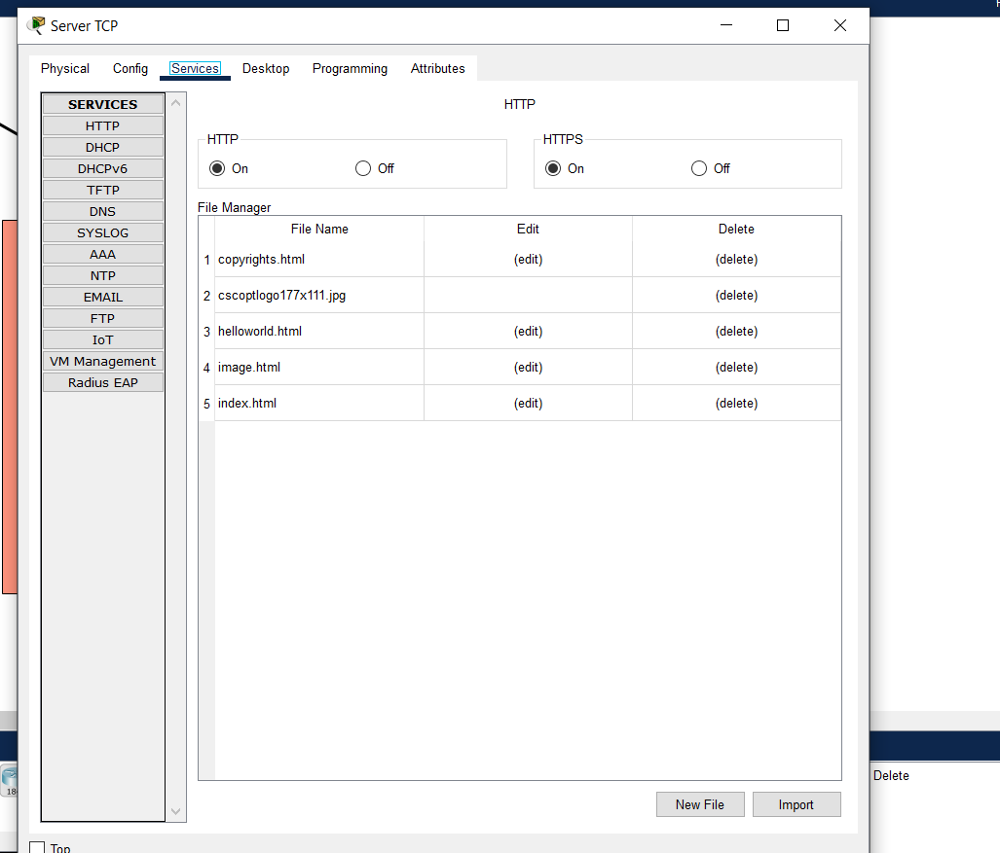 Server TCP
Physical Config Services Desktop Programming Attributes
SERVICES
HTTP
DHCP
DHCPv6
TFTP
DNS
SYSLOG
AAA
NTP
EMAIL
FTP
IoT
VM Management
Radius EAP
HTTP
HTTP
On Off
HTTPS
On Off
File Manager
File Name Edit Delete
1 copyrights.html (edit) (delete)
2 cscoptlogo177x111.jpg (delete)
3 helloworld.html (edit) (delete)
4 image.html (edit) (delete)
5 index.html (edit) (delete)
New File Import
Top
Delete